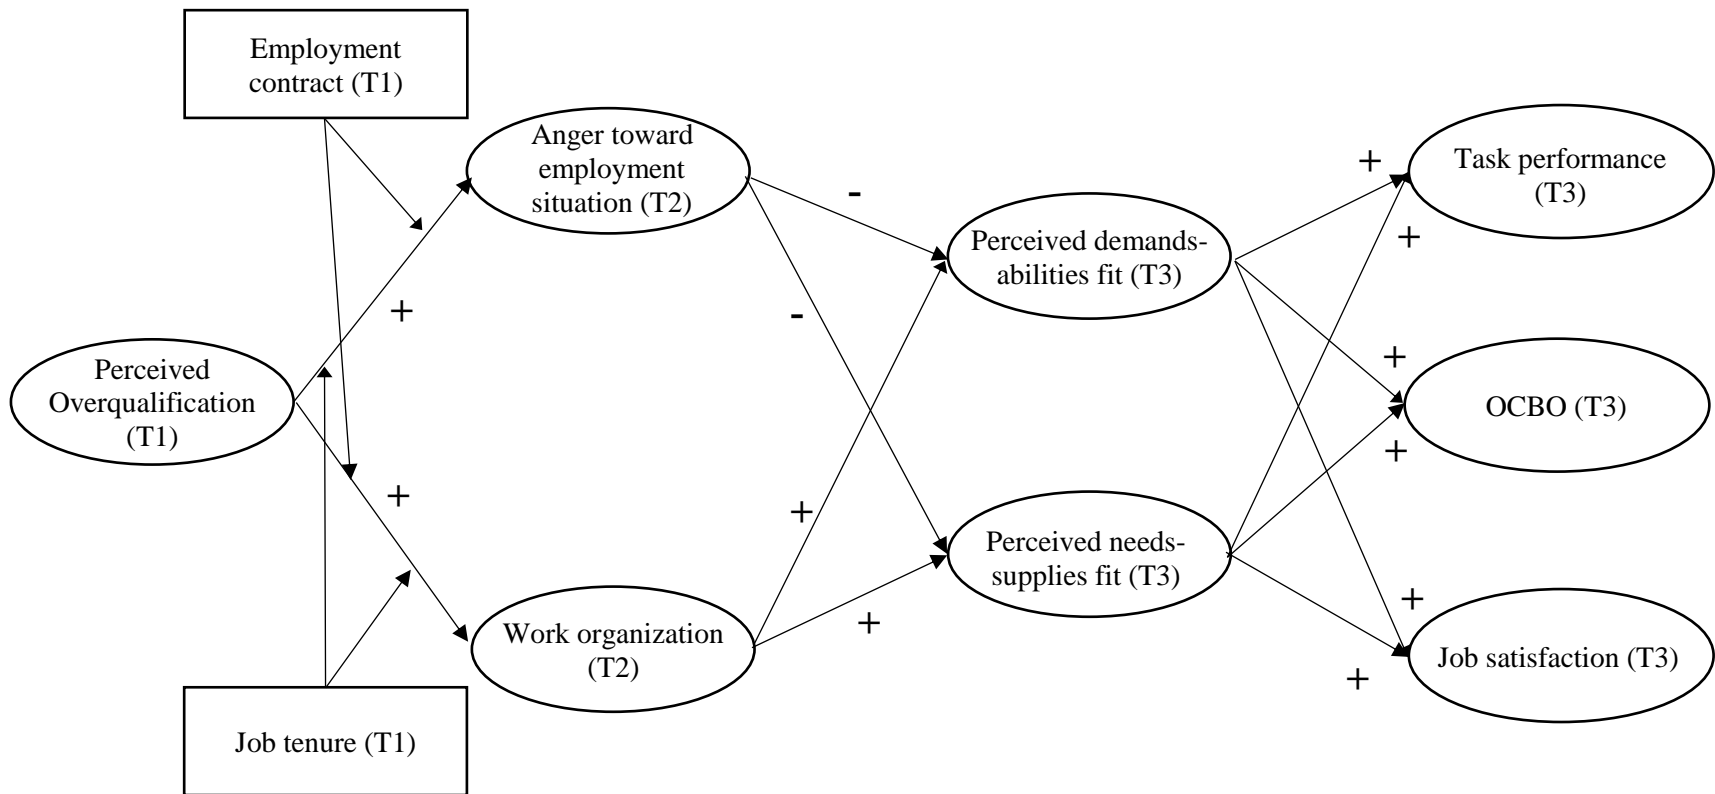 Employment
contract (T1)
Anger toward
employment
situation (T2)
Task performance
(T3)
+
-
+
Perceived demands-
abilities fit (T3)
+
-
Perceived
Overqualification
(T1)
+
OCBO (T3)
+
+
+
Perceived needs-
supplies fit (T3)
+
+
Work organization
(T2)
Job satisfaction (T3)
+
Job tenure (T1)